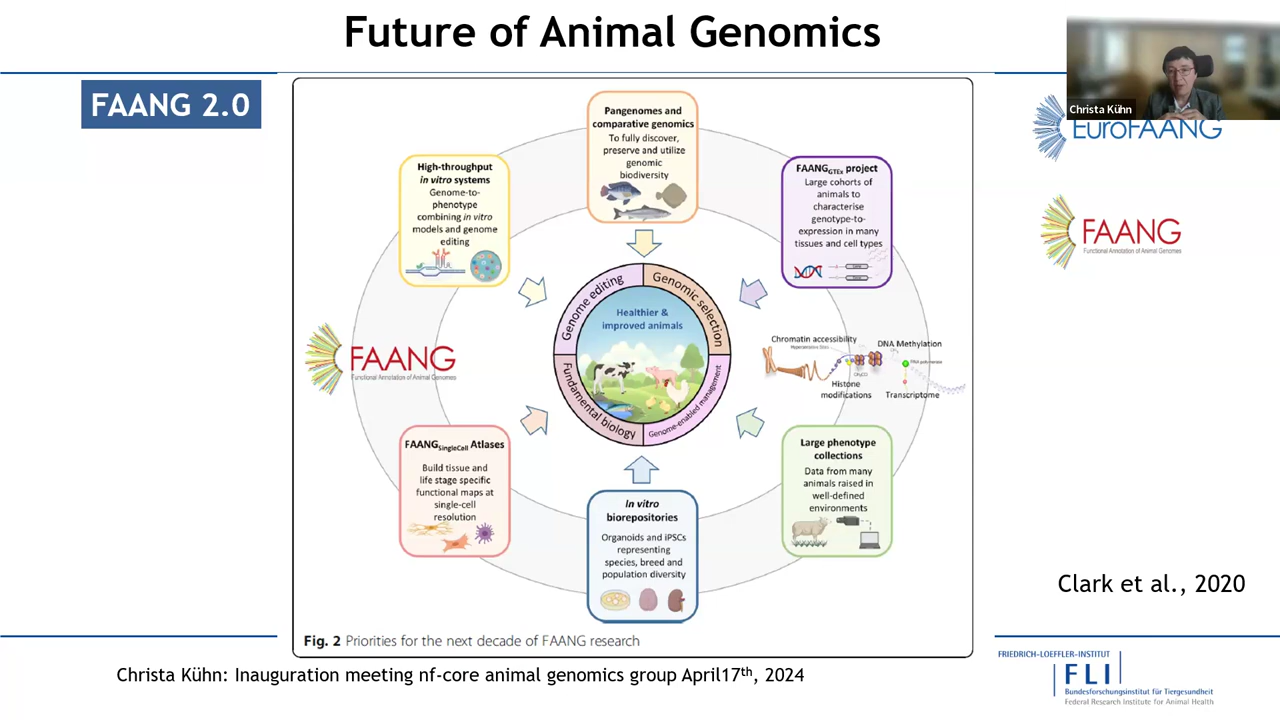 Future of Animal Genomics
FAANG 2.0
Christa Kühn
EuroFAANG
FAANG
Functional Annotation of Animal Genomes
Pangenomes and
comparative genomics
To fully discover,
preserve and utilize
genomic
biodiversity
High-throughput
in vitro systems
Genome-to-
phenotype
combining in vitro
models and genome
editing
FAANGGTEx project
Large cohorts of
animals to
characterise
genotype-to-
expression in many
tissues and cell types
Genome editing
Genomic selection
Healthier &
improved animals
Fundamental biology
Genome-enabled management
FAANG
Functional Annotation of Animal Genomes
Chromatin accessibility
DNA Methylation
Histone
modifications
Transcriptome
FAANGSingleCell Atlases
Build tissue and
life stage specific
functional maps at
single-cell
resolution
In vitro
biorepositories
Organoids and iPSCs
representing
species, breed and
population diversity
Large phenotype
collections
Data from many
animals raised in
well-defined
environments
Clark et al., 2020
Fig. 2 Priorities for the next decade of FAANG research
Christa Kühn: Inauguration meeting nf-core animal genomics group April17th, 2024
FRIEDRICH-LOEFFLER-INSTITUT
FLI
Bundesforschungsinstitut für Tiergesundheit
Federal Research Institute for Animal Health